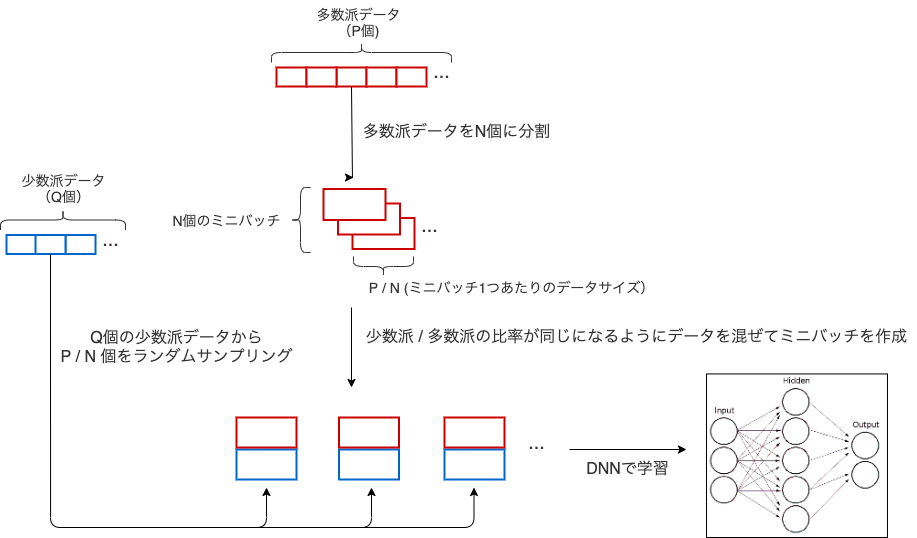 多数派データ
（P個)
…
多数派データをN個に分割
少数派データ
（Q個）
…
N個のミニバッチ
…
P / N (ミニバッチ1つあたりのデータサイズ）
Q個の少数派データから
P / N 個をランダムサンプリング
少数派 / 多数派の比率が同じになるようにデータを混ぜてミニバッチを作成
…
DNNで学習
Hidden
Input
Output